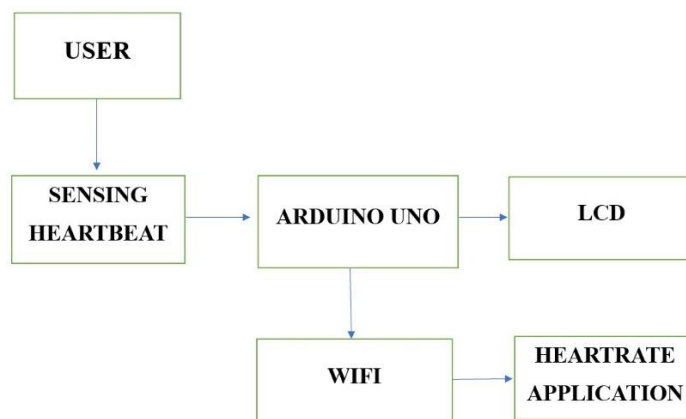 USER
SENSING
HEARTBEAT
ARDUINO UNO
LCD
WIFI
HEARTRATE
APPLICATION